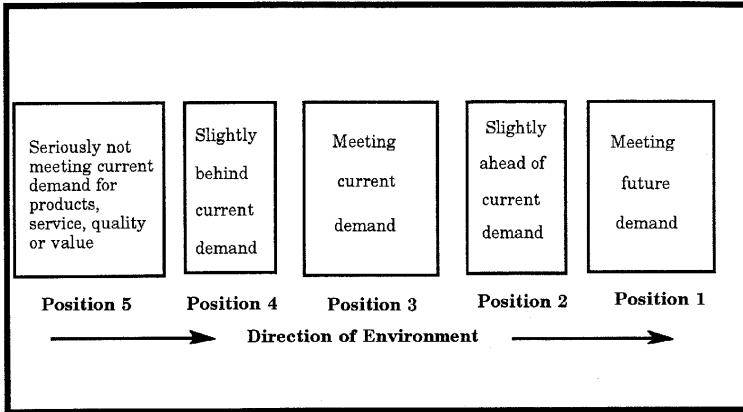 Seriously not
meeting current
demand for
products,
service, quality
or value
Slightly
behind
current
demand
Meeting
current
demand
Slightly
ahead of
current
demand
Meeting
future
demand
Position 5
Position 4
Position 3
Position 2
Position 1
Direction of Environment